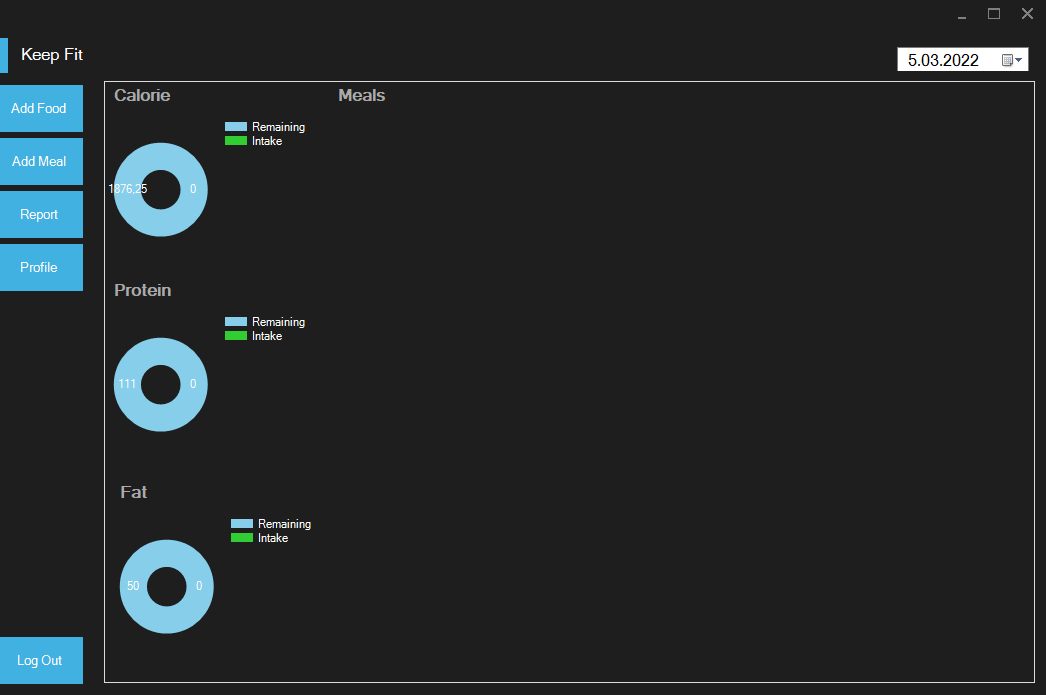 Keep Fit
5.03.2022
Add Food
Add Meal
Report
Profile
Log Out
Calorie
Remaining
Intake
1876,25
0
Protein
Remaining
Intake
111
0
Fat
Remaining
Intake
50
0
Meals